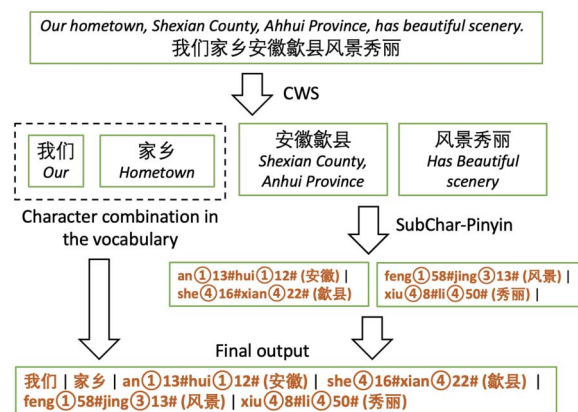 Our hometown, Shexian County, Ahhui Province, has beautiful scenery.
我们家乡安徽歙县风景秀丽
CWS
我们
Our
家乡
Hometown
安徽歙县
Shexian County,
Anhui Province
风景秀丽
Has Beautiful
scenery
Character combination in
the vocabulary
SubChar-Pinyin
an①13#hui①12# (安徽) |
she④16#xian④22# (歙县)
feng①58#jing③13# (风景) |
xiu④8#li④50# (秀丽) |
Final output
我们 | 家乡 | an①13#hui①12# (安徽) | she④16#xian④22# (歙县) |
feng①58#jing③13# (风景) | xiu④8#li④50# (秀丽)